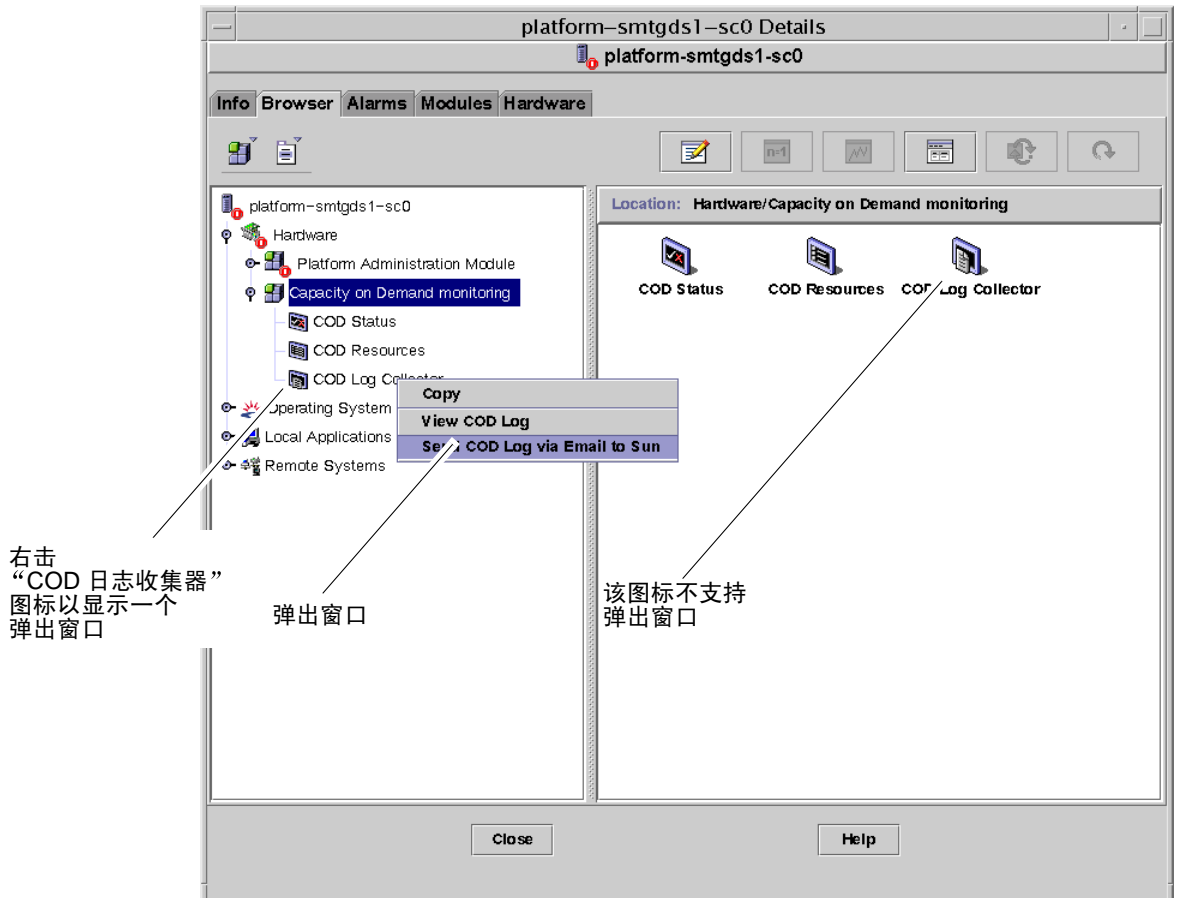 platform–smtgds1–sc0 Details
platform-smtgds1-sc0
Info Browser Alarms Modules Hardware
n=1
platform-smtgds1-sc0
Hardware
Platform Administration Module
Capacity on Demand monitoring
COD Status
COD Resources
COD Log Collector
Operating System
Local Applications
Remote Systems
Copy
View COD Log
Send COD Log via Email to Sun
Location: Hardware/Capacity on Demand monitoring
COD Status
COD Resources
COD Log Collector
右击
“COD 日志收集器”
图标以显示一个
弹出窗口
弹出窗口
该图标不支持
弹出窗口
Close
Help